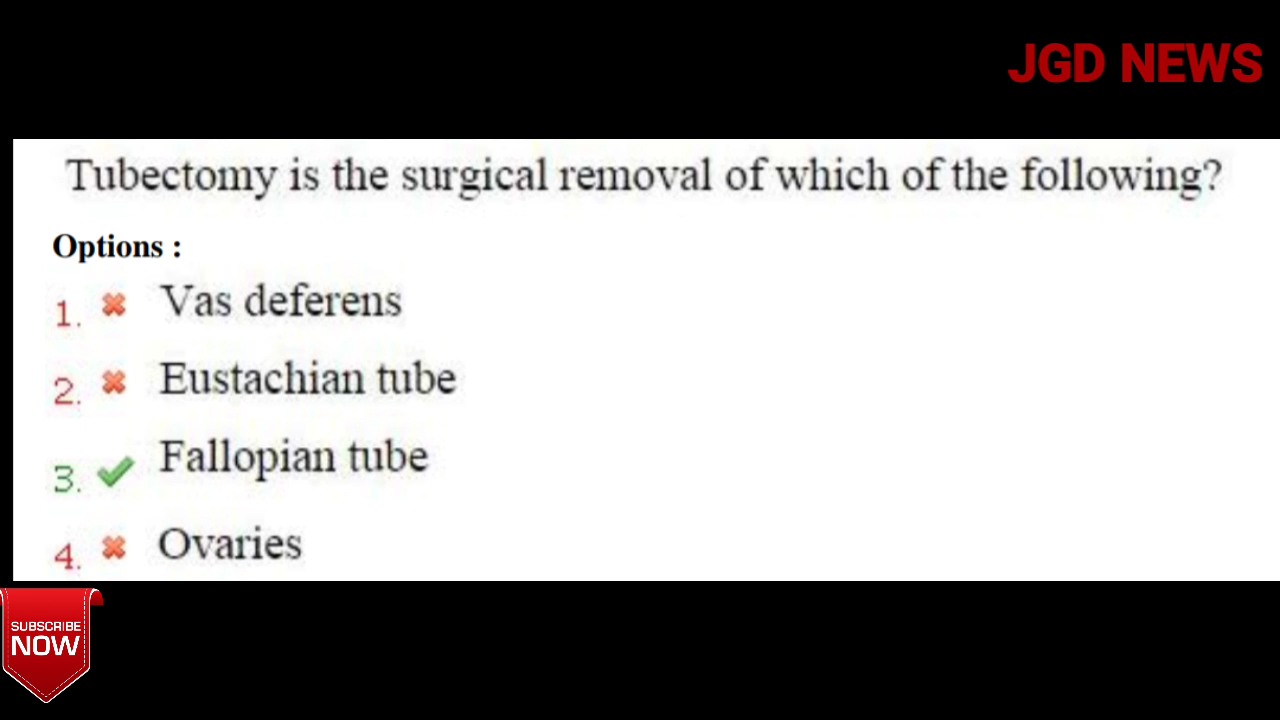 JGD NEWS
Tubectomy is the surgical removal of which of the following?
Options :
1. Vas deferens
2. Eustachian tube
3. Fallopian tube
4. Ovaries
SUBSCRIBE
NOW